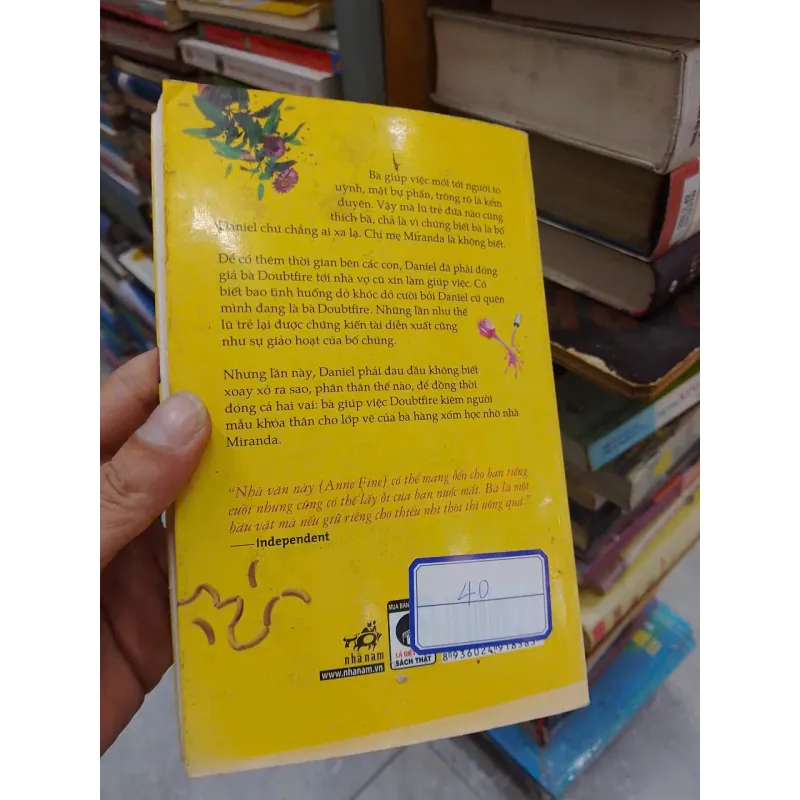 Bà giúp việc mới tới người to
uỳnh, mặt bự phấn, trông rõ là kém
duyên. Vậy mà lũ trẻ đứa nào cũng
thích bà, chả là vì chúng biết bà là bố
Daniel chứ chẳng ai xa lạ. Chỉ mẹ Miranda là không biết.
Để có thêm thời gian bên các con, Daniel đã phải đóng
giả bà Doubtfire tới nhà vợ cũ xin làm giúp việc. Có
biết bao tình huống dở khóc dở cười bởi Daniel cứ quên
mình đang là bà Doubtfire. Những lần như thế
lũ trẻ lại được chứng kiến tài diễn xuất cũng
như sự giảo hoạt của bố chúng.
Nhưng lần này, Daniel phải đau đầu không biết
xoay xở ra sao, phân thân thế nào, để đồng thời
đóng cả hai vai: bà giúp việc Doubtfire kiêm người
mẫu khỏa thân cho lớp vẽ của bà hàng xóm học nhờ nhà
Miranda.
“Nhà văn này (Anne Fine) có thể mang đến cho bạn tiếng
cười nhưng cũng có thể lấy đi của bạn nước mắt. Bà là một
báu vật mà nếu giữ riêng cho thiếu nhi thôi thì uổng quá.”
—Independent
40
MUA BÁN
nhã nam
www.nhanam.vn
SÁCH THẬT
8 936024 918585